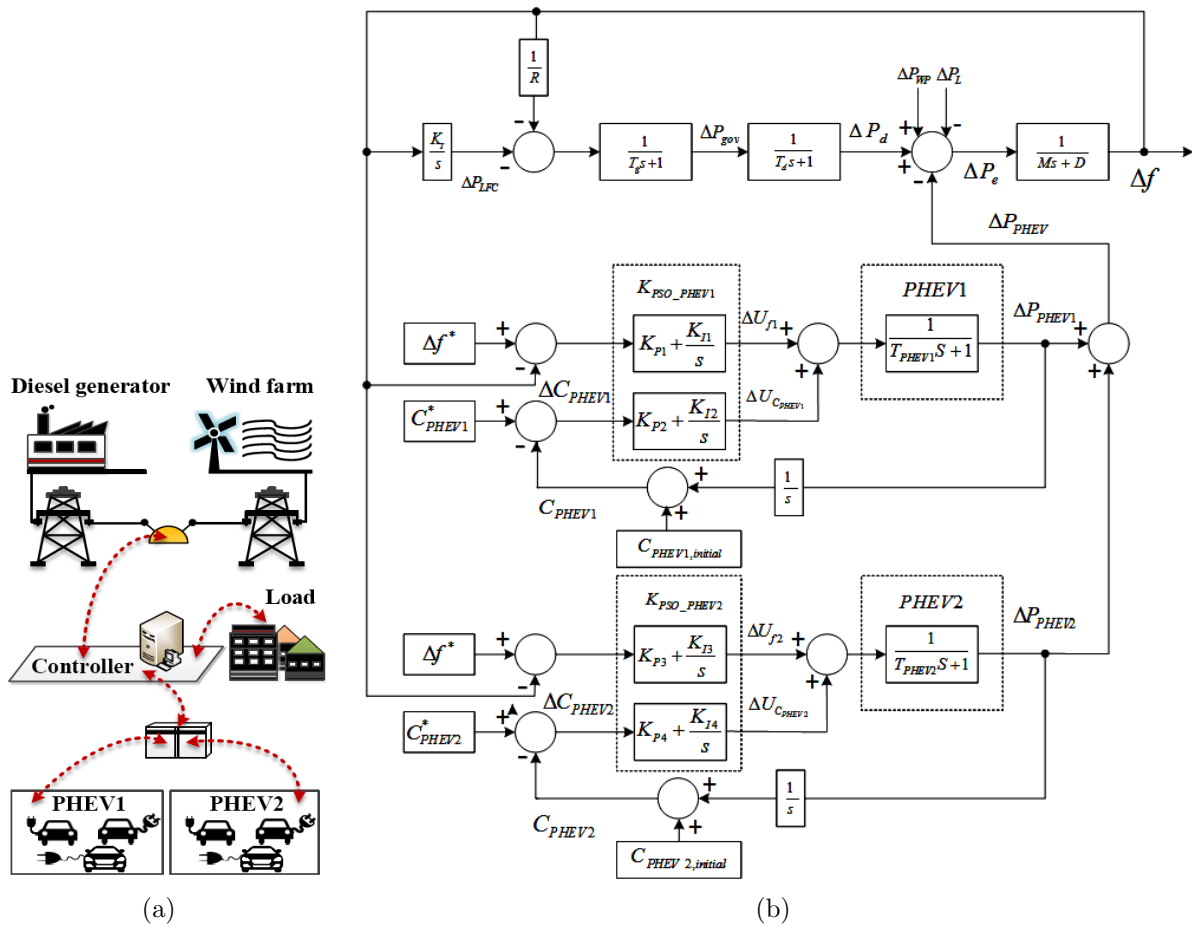 Diesel generator
Wind farm
Load
Controller
PHEV1
PHEV2
(a)
1/R
ΔP_WP
ΔP_L
K_I/s
ΔP_LFC
1/(T_g s+1)
ΔP_gov
1/(T_d s+1)
ΔP_d
ΔP_e
1/(Ms + D)
Δf
ΔP_PHEV
K_PSO_PHEV1
PHEV1
Δf*
K_P1 + K_I1/s
ΔU_f1
1/(T_PHEV1 S + 1)
ΔP_PHEV1
ΔC_PHEV1
C*_PHEV1
K_P2 + K_I2/s
ΔU_C_PHEV1
1/s
C_PHEV1
C_PHEV1,initial
K_PSO_PHEV2
PHEV2
Δf*
K_P3 + K_I3/s
ΔU_f2
1/(T_PHEV2 S + 1)
ΔP_PHEV2
ΔC_PHEV2
C*_PHEV2
K_P4 + K_I4/s
ΔU_C_PHEV2
1/s
C_PHEV2
C_PHEV 2,initial
(b)